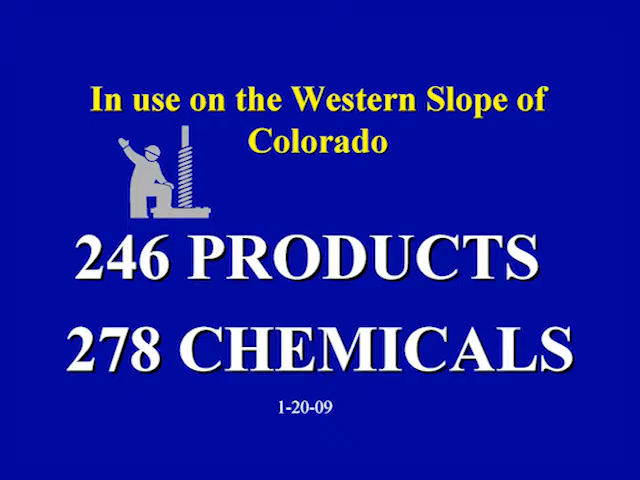 In use on the Western Slope of
Colorado
246 PRODUCTS
278 CHEMICALS
1-20-09